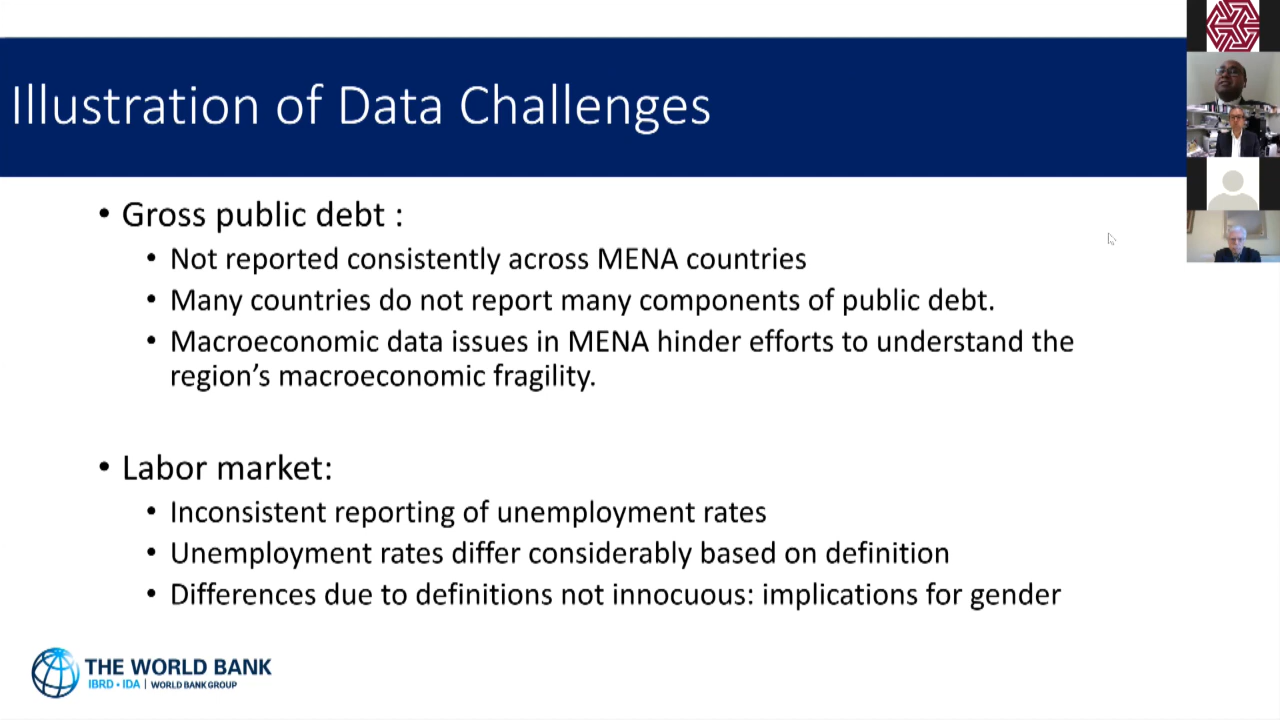 Illustration of Data Challenges
• Gross public debt :
• Not reported consistently across MENA countries
• Many countries do not report many components of public debt.
• Macroeconomic data issues in MENA hinder efforts to understand the
region’s macroeconomic fragility.
• Labor market:
• Inconsistent reporting of unemployment rates
• Unemployment rates differ considerably based on definition
• Differences due to definitions not innocuous: implications for gender
THE WORLD BANK
IBRD • IDA | WORLD BANK GROUP